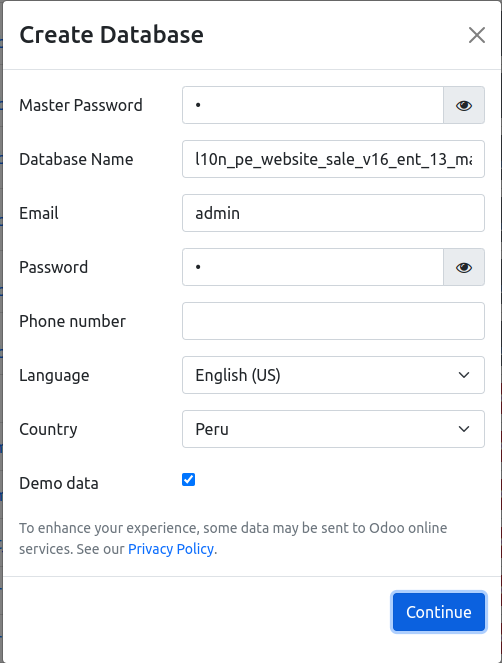 Create Database
Master Password
•
Database Name
l10n_pe_website_sale_v16_ent_13_ma
Email
admin
Password
•
Phone number
Language
English (US)
Country
Peru
Demo data
To enhance your experience, some data may be sent to Odoo online
services. See our Privacy Policy.
Continue